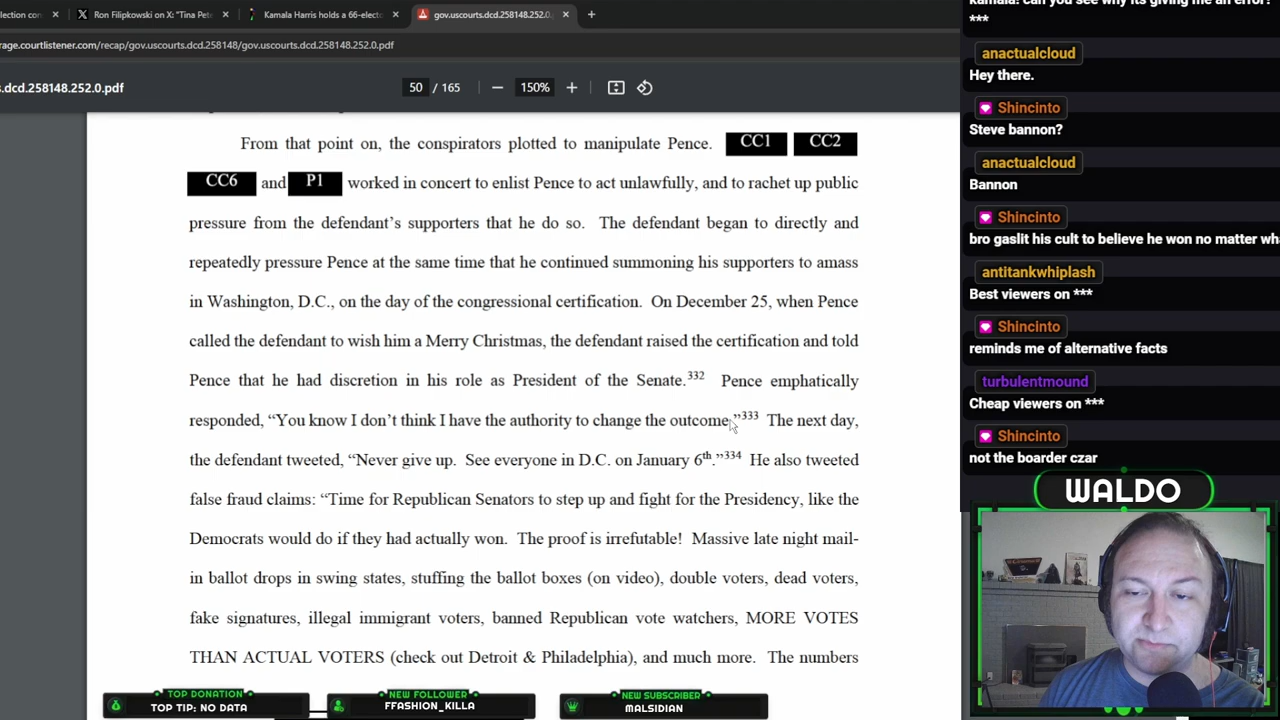 lection con
Ron Filipkowski on X: "Tina Pete
Kamala Harris holds a 66-electo
gov.uscourts.dcd.258148.252.0.
rage.courtlistener.com/recap/gov.uscourts.dcd.258148/gov.uscourts.dcd.258148.252.0.pdf
s.dcd.258148.252.0.pdf
50 / 165
150%
From that point on, the conspirators plotted to manipulate Pence. CC1 CC2
CC6 and P1 worked in concert to enlist Pence to act unlawfully, and to rachet up public
pressure from the defendant's supporters that he do so. The defendant began to directly and
repeatedly pressure Pence at the same time that he continued summoning his supporters to amass
in Washington, D.C., on the day of the congressional certification. On December 25, when Pence
called the defendant to wish him a Merry Christmas, the defendant raised the certification and told
Pence that he had discretion in his role as President of the Senate.332 Pence emphatically
responded, “You know I don't think I have the authority to change the outcome.”333 The next day,
the defendant tweeted, “Never give up. See everyone in D.C. on January 6th.”334 He also tweeted
false fraud claims: “Time for Republican Senators to step up and fight for the Presidency, like the
Democrats would do if they had actually won. The proof is irrefutable! Massive late night mail-
in ballot drops in swing states, stuffing the ballot boxes (on video), double voters, dead voters,
fake signatures, illegal immigrant voters, banned Republican vote watchers, MORE VOTES
THAN ACTUAL VOTERS (check out Detroit & Philadelphia), and much more. The numbers
kamala! can you see why its giving me an error?
***
anactualcloud
Hey there.
Shincinto
Steve bannon?
anactualcloud
Bannon
Shincinto
bro gaslit his cult to believe he won no matter wha
antitankwhiplash
Best viewers on ***
Shincinto
reminds me of alternative facts
turbulentmound
Cheap viewers on ***
Shincinto
not the boarder czar
WALDO
TOP DONATION
TOP TIP: NO DATA
NEW FOLLOWER
FFASHION_KILLA
NEW SUBSCRIBER
MALSIDIAN